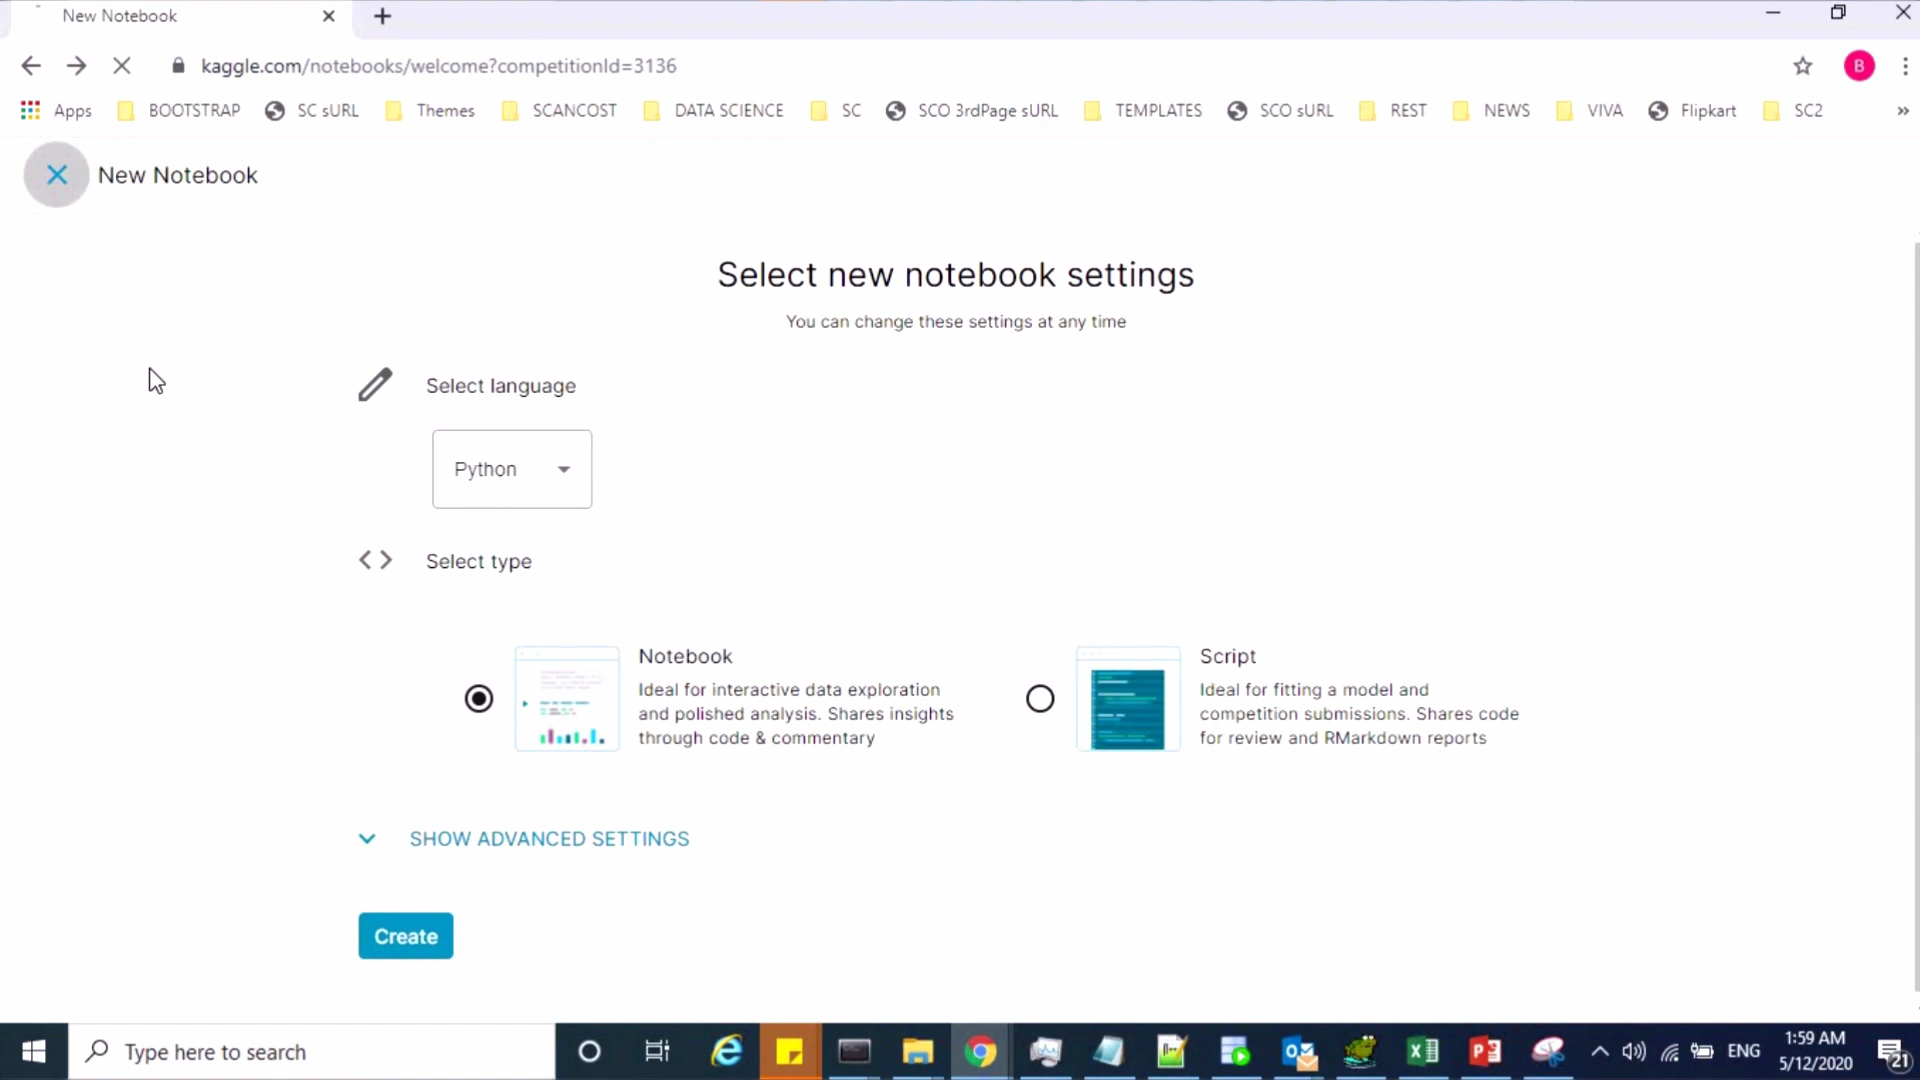 New Notebook
kaggle.com/notebooks/welcome?competitionId=3136
B
Apps BOOTSTRAP SC sURL Themes SCANCOST DATA SCIENCE SC SCO 3rdPage sURL TEMPLATES SCO sURL REST NEWS VIVA Flipkart SC2 »
New Notebook
Select new notebook settings
You can change these settings at any time
Select language
Python
Select type
Notebook
Ideal for interactive data exploration
and polished analysis. Shares insights
through code & commentary
Script
Ideal for fitting a model and
competition submissions. Shares code
for review and RMarkdown reports
SHOW ADVANCED SETTINGS
Create
Type here to search
ENG
1:59 AM
5/12/2020
21